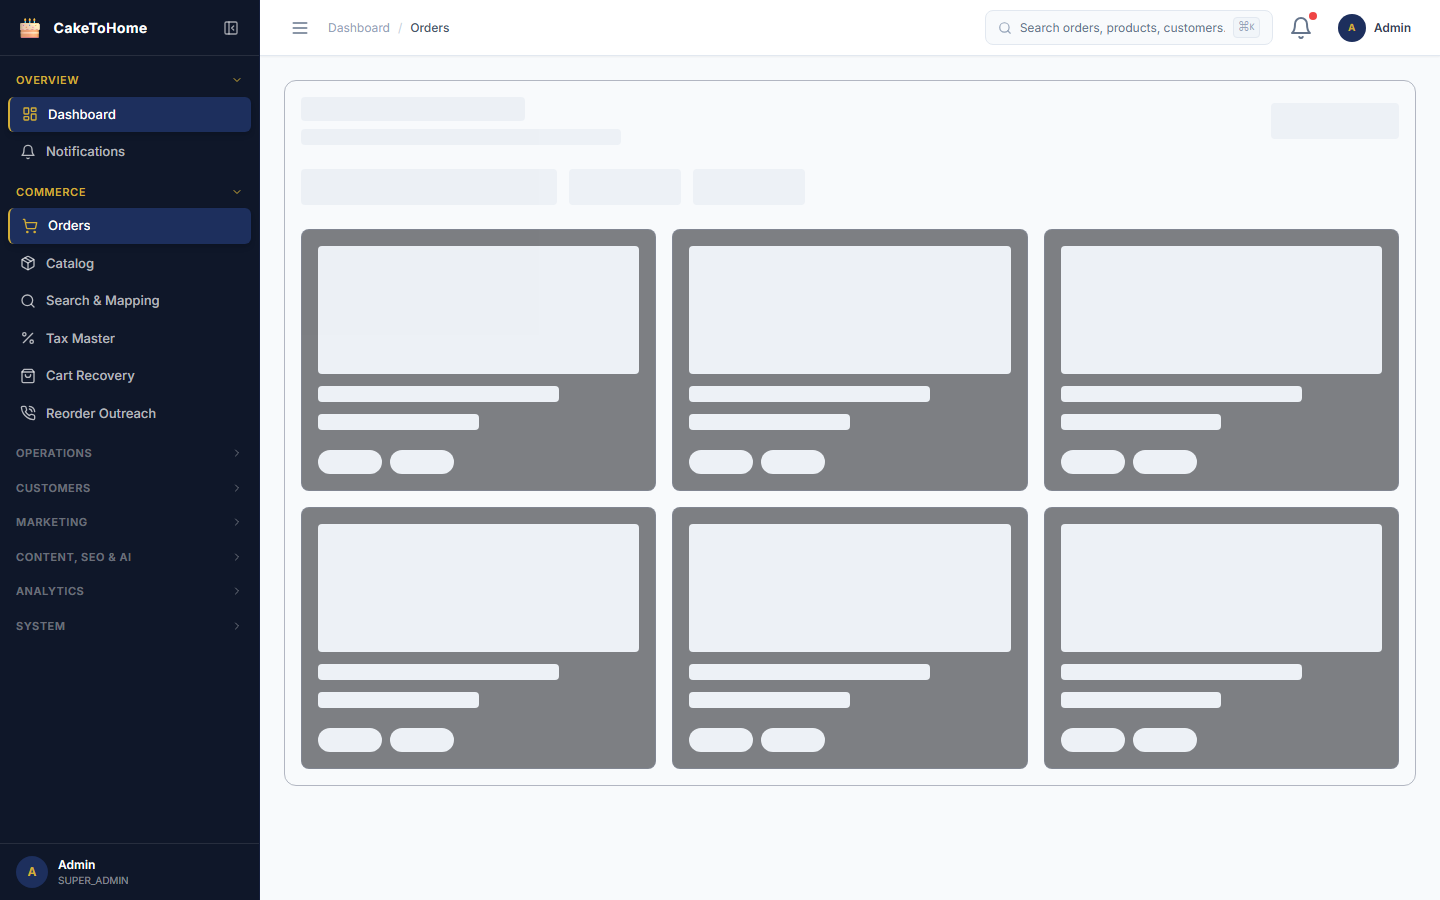 CakeToHome
OVERVIEW
Dashboard
Notifications
COMMERCE
Orders
Catalog
Search & Mapping
Tax Master
Cart Recovery
Reorder Outreach
OPERATIONS
CUSTOMERS
MARKETING
CONTENT, SEO & AI
ANALYTICS
SYSTEM
A
Admin
SUPER_ADMIN
Dashboard / Orders
Search orders, products, customers.
⌘K
A
Admin